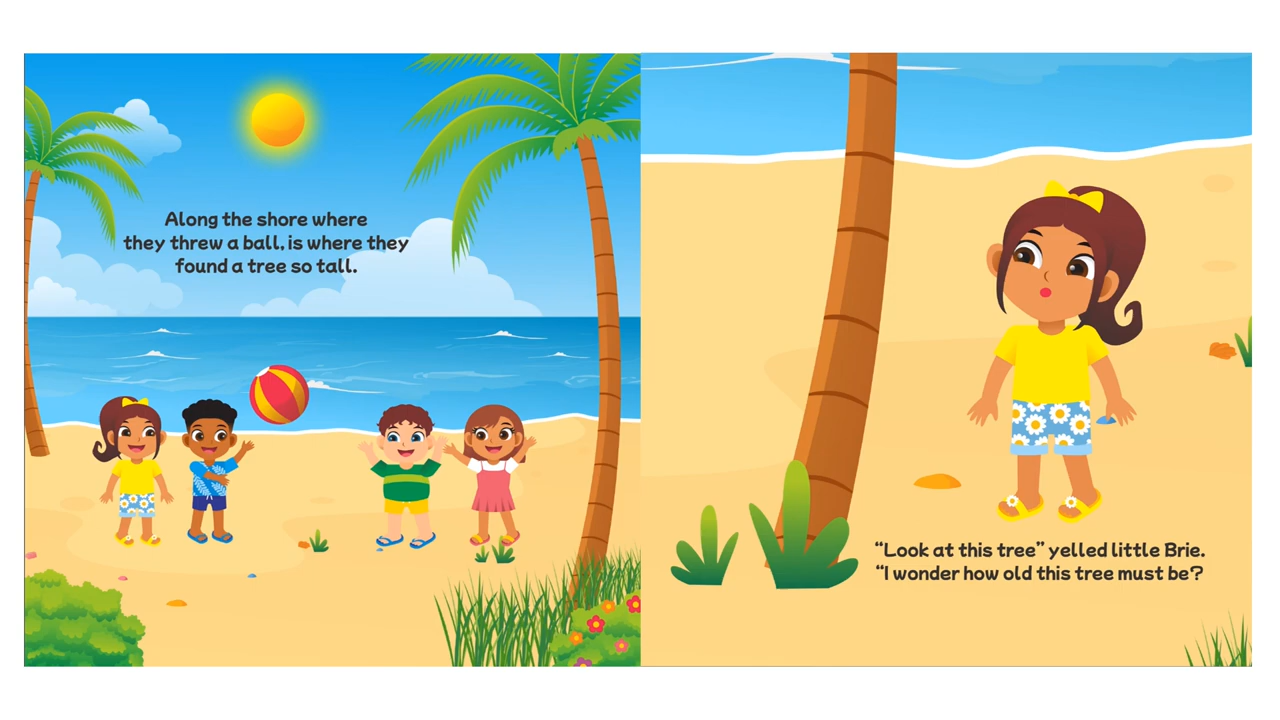 Along the shore where
they threw a ball, is where they
found a tree so tall.
“Look at this tree” yelled little Brie.
“I wonder how old this tree must be?